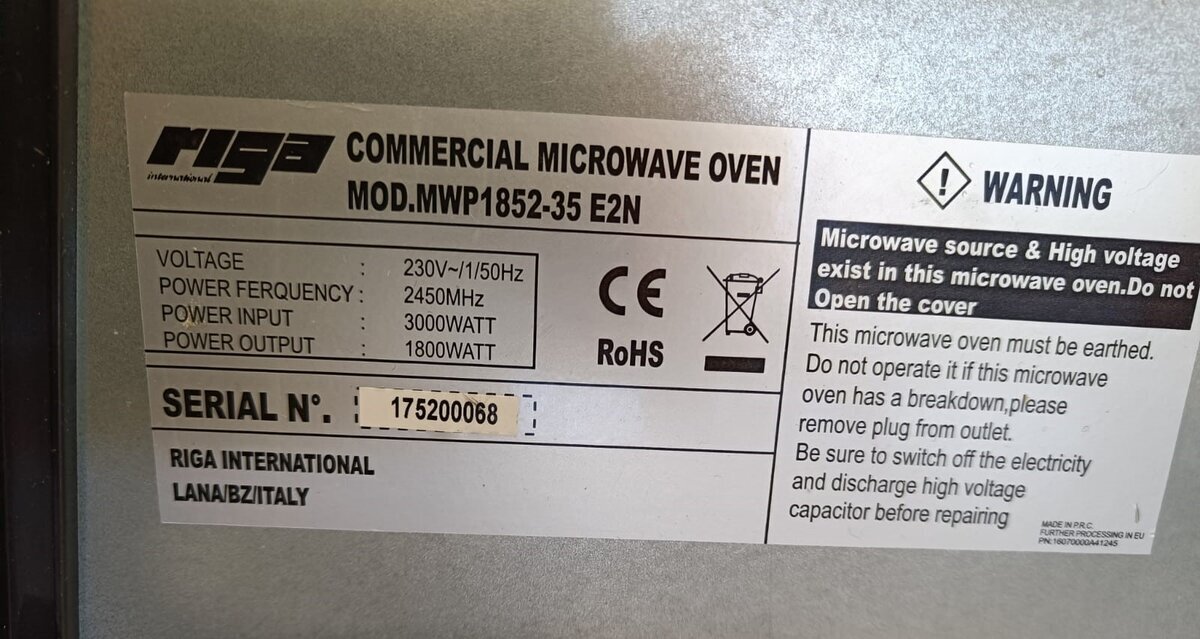 riga
international
COMMERCIAL MICROWAVE OVEN
MOD.MWP1852-35 E2N
VOLTAGE : 230V~/1/50Hz
POWER FERQUENCY : 2450MHz
POWER INPUT : 3000WATT
POWER OUTPUT : 1800WATT
CE
RoHS
SERIAL N°. 175200068
RIGA INTERNATIONAL
LANA/BZ/ITALY
! WARNING
Microwave source & High voltage
exist in this microwave oven.Do not
Open the cover
This microwave oven must be earthed.
Do not operate it if this microwave
oven has a breakdown,please
remove plug from outlet.
Be sure to switch off the electricity
and discharge high voltage
capacitor before repairing
MADE IN P.R.C.
FURTHER PROCESSING IN EU
PN:16070000A41245